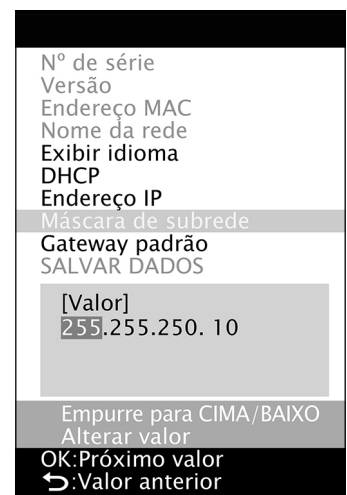 Nº de série
Versão
Endereço MAC
Nome da rede
Exibir idioma
DHCP
Endereço IP
Máscara de subrede
Gateway padrão
SALVAR DADOS
[Valor]
255.255.250. 10
Empurre para CIMA/BAIXO
Alterar valor
OK:Próximo valor
⮌:Valor anterior